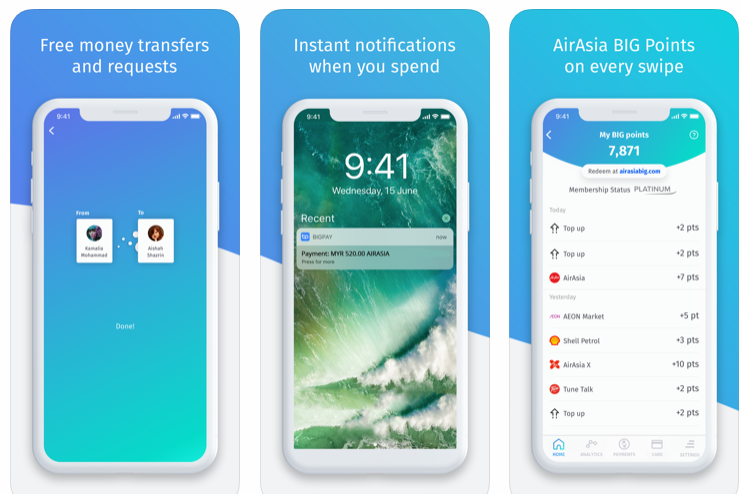 Free money transfers
and requests
9:41
From
To
Kamalia
Mohammad
Aishah
Shazrin
Done!
Instant notifications
when you spend
9:41
9:41
Wednesday, 15 June
Recent
BIGPAY
now
Payment: MYR 520.00 AIRASIA
Press for more
AirAsia BIG Points
on every swipe
9:41
My BIG points
7,871
Redeem at airasiabig.com
Membership Status PLATINUM
Today
Top up +2 pts
Top up +2 pts
AirAsia +7 pts
Yesterday
AEON Market +5 pt
Shell Petrol +3 pts
AirAsia X +10 pts
Tune Talk +2 pts
Top up +2 pts
HOME ANALYTICS PAYMENTS CARD SETTINGS